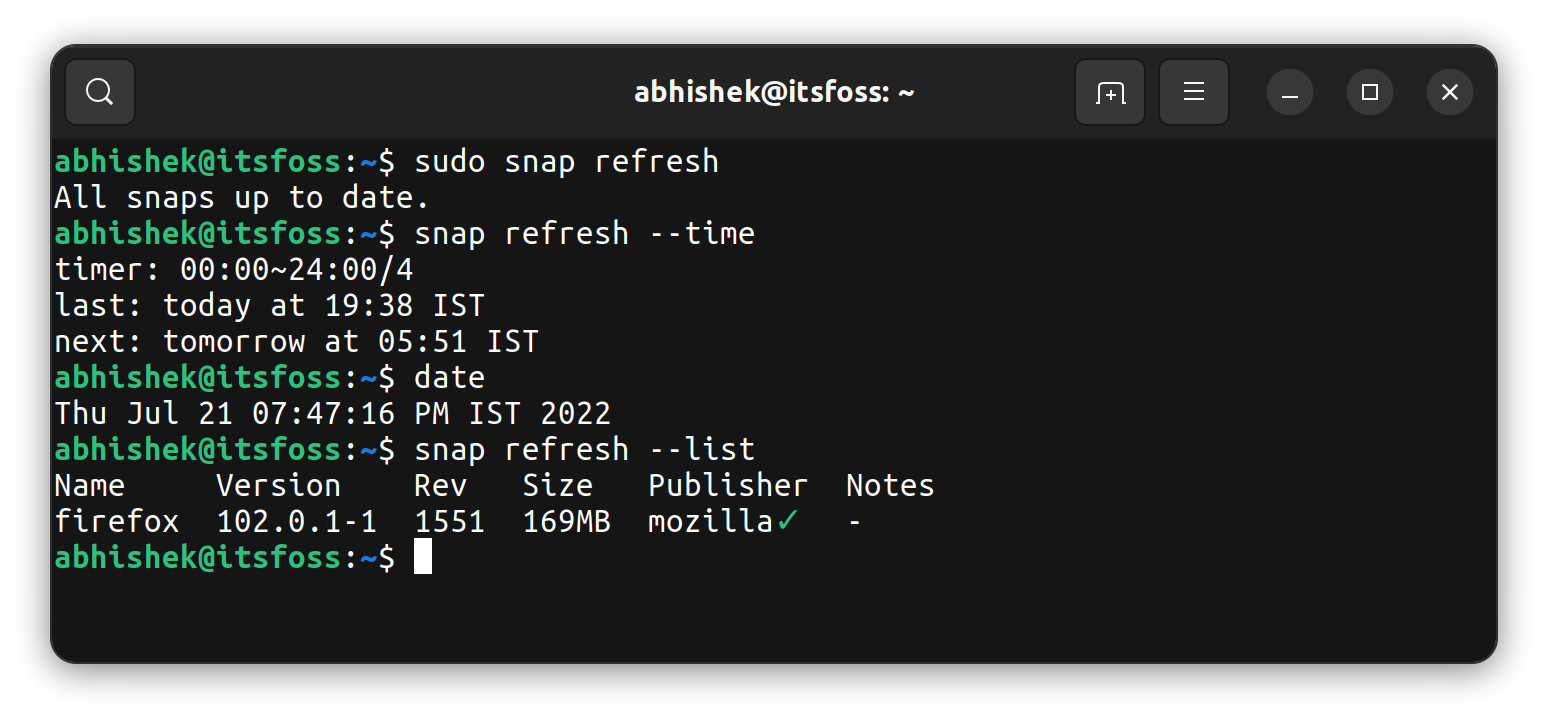 abhishek@itsfoss: ~
abhishek@itsfoss:~$ sudo snap refresh
All snaps up to date.
abhishek@itsfoss:~$ snap refresh --time
timer: 00:00~24:00/4
last: today at 19:38 IST
next: tomorrow at 05:51 IST
abhishek@itsfoss:~$ date
Thu Jul 21 07:47:16 PM IST 2022
abhishek@itsfoss:~$ snap refresh --list
Name     Version    Rev   Size   Publisher  Notes
firefox  102.0.1-1  1551  169MB  mozilla✓   -
abhishek@itsfoss:~$